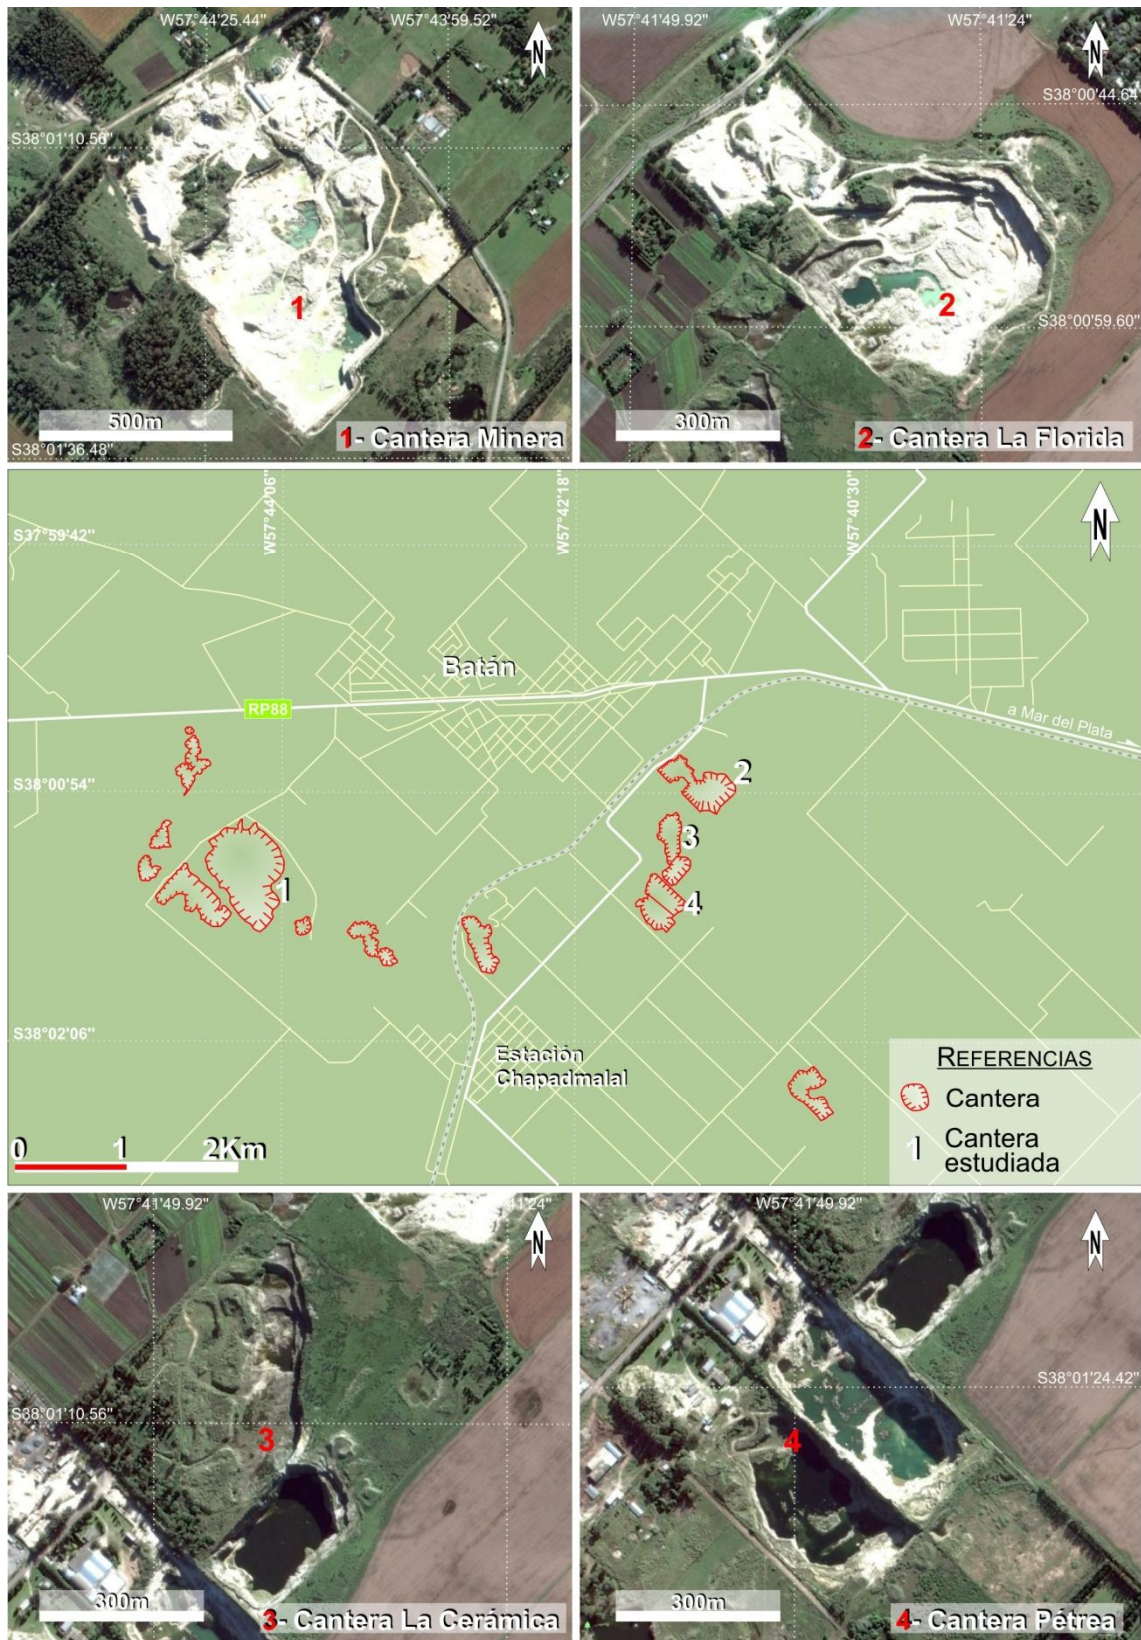 W57°44'25.44"
W57°43'59.52"
N
S38°01'10.56"
1
500m
1- Cantera Minera
S38°01'36.48"
W57°41'49.92"
W57°41'24"
N
S38°00'44.64"
2
S38°00'59.60"
300m
2- Cantera La Florida
W57°44'06"
W57°42'18"
W57°40'30"
N
S37°59'42"
Batán
RP88
a Mar del Plata
S38°00'54"
2
3
1
4
S38°02'06"
Estación
Chapadmalal
REFERENCIAS
Cantera
1 Cantera
estudiada
0 1 2Km
W57°41'49.92"
41'24"
N
S38°01'10.56"
3
300m
3- Cantera La Cerámica
W57°41'49.92"
N
S38°01'24.42"
4
300m
4- Cantera Pétrea